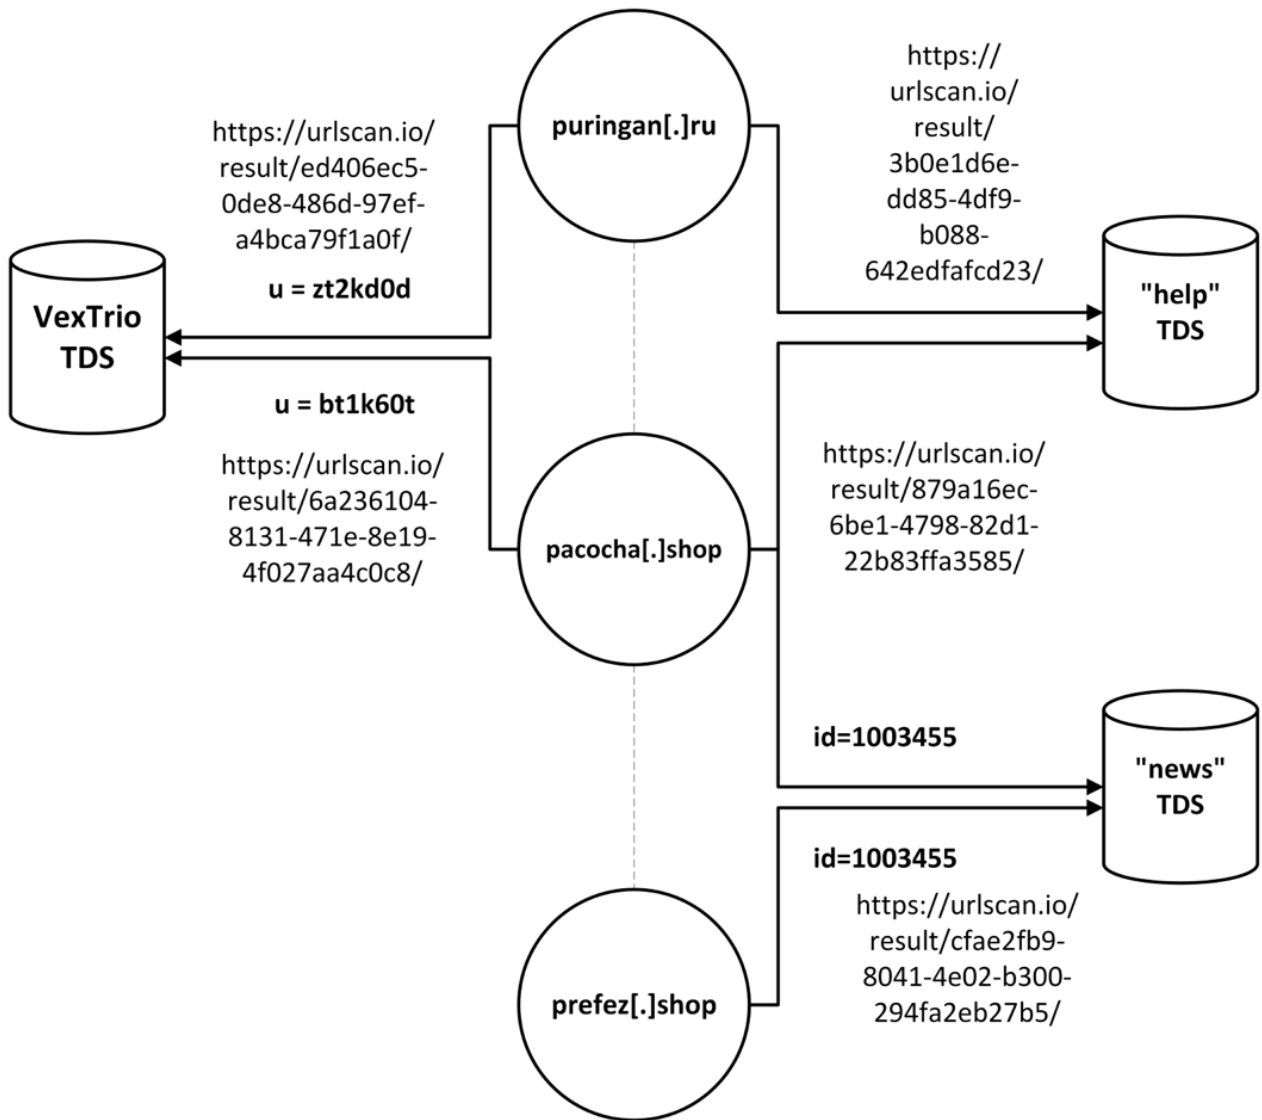 puringan[.]ru
https://urlscan.io/
result/ed406ec5-
0de8-486d-97ef-
a4bca79f1a0f/
u = zt2kd0d
https://
urlscan.io/
result/
3b0e1d6e-
dd85-4df9-
b088-
642edfafcd23/
VexTrio
TDS
"help"
TDS
u = bt1k60t
https://urlscan.io/
result/6a236104-
8131-471e-8e19-
4f027aa4c0c8/
pacocha[.]shop
https://urlscan.io/
result/879a16ec-
6be1-4798-82d1-
22b83ffa3585/
id=1003455
"news"
TDS
id=1003455
https://urlscan.io/
result/cfae2fb9-
8041-4e02-b300-
294fa2eb27b5/
prefez[.]shop